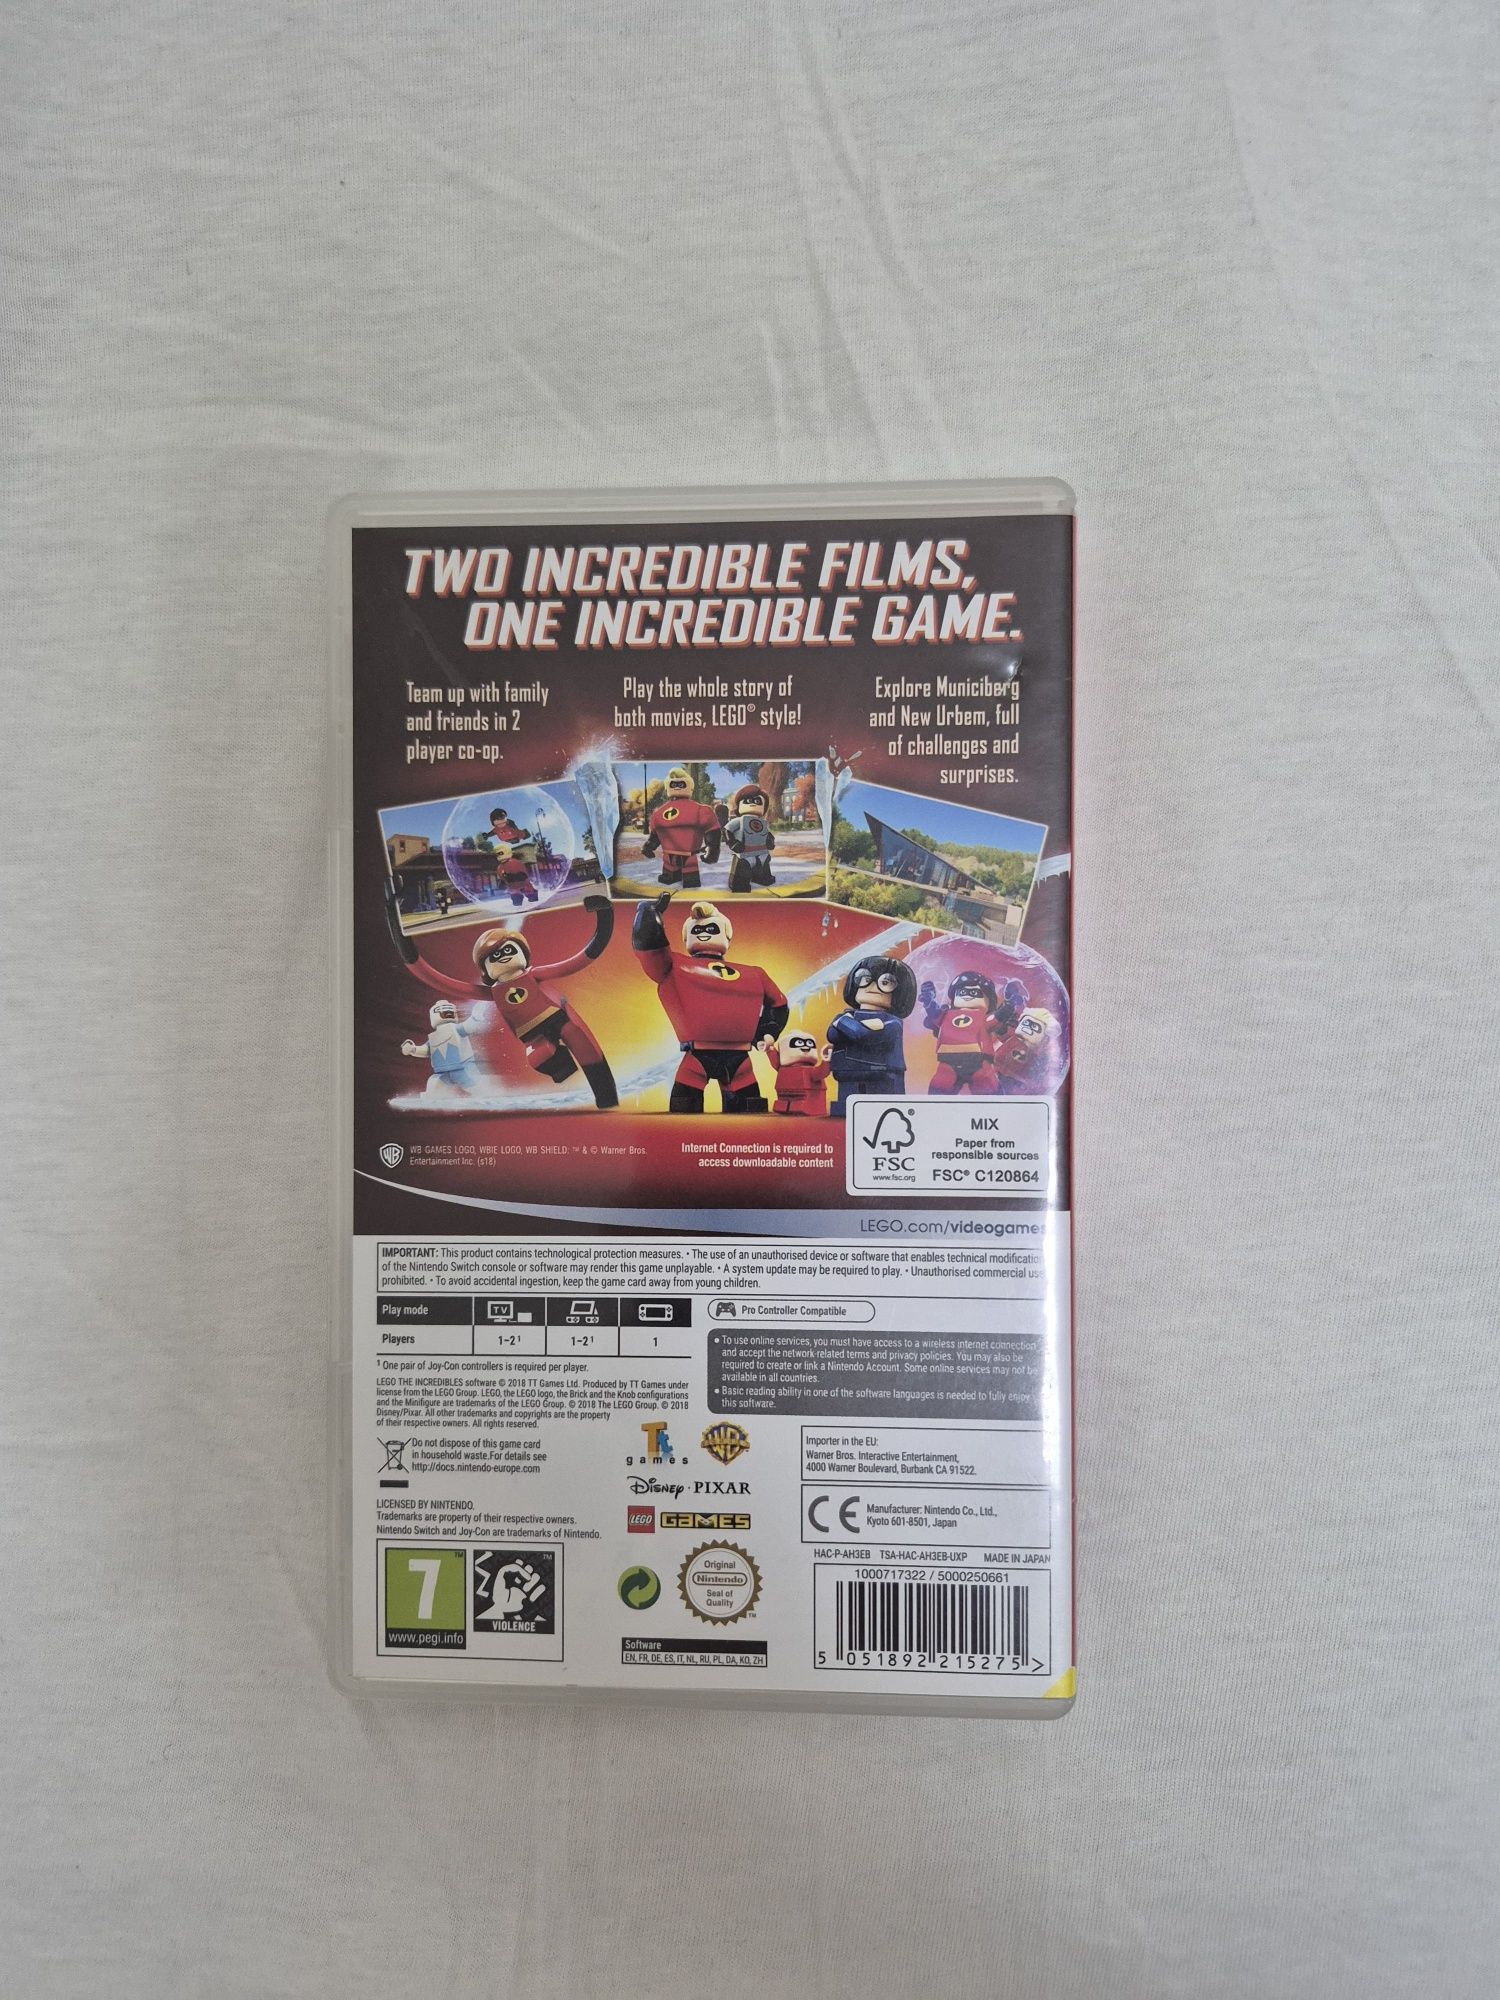 TWO INCREDIBLE FILMS,
ONE INCREDIBLE GAME.
Team up with family
and friends in 2
player co-op.
Play the whole story of
both movies, LEGO® style!
Explore Municiberg
and New Urbem, full
of challenges and
surprises.
WB GAMES LOGO, WBIE LOGO, WB SHIELD: ™ & © Warner Bros.
Entertainment Inc. (s18)
Internet Connection is required to
access downloadable content
FSC
www.fsc.org
MIX
Paper from
responsible sources
FSC® C120864
LEGO.com/videogames
IMPORTANT: This product contains technological protection measures. • The use of an unauthorised device or software that enables technical modification
of the Nintendo Switch console or software may render this game unplayable. • A system update may be required to play. • Unauthorised commercial use
prohibited. • To avoid accidental ingestion, keep the game card away from young children.
Play mode TV
Players 1-2¹ 1-2¹ 1
Pro Controller Compatible
¹ One pair of Joy-Con controllers is required per player.
• To use online services, you must have access to a wireless internet connection
and accept the network-related terms and privacy policies. You may also be
required to create or link a Nintendo Account. Some online services may not be
available in all countries.
• Basic reading ability in one of the software languages is needed to fully enjoy
this software.
LEGO THE INCREDIBLES software © 2018 TT Games Ltd. Produced by TT Games under
license from the LEGO Group. LEGO, the LEGO logo, the Brick and the Knob configurations
and the Minifigure are trademarks of the LEGO Group. © 2018 The LEGO Group. © 2018
Disney/Pixar. All other trademarks and copyrights are the property
of their respective owners. All rights reserved.
Do not dispose of this game card
in household waste. For details see
http://docs.nintendo-europe.com
Tt
games
WB
Disney · PIXAR
LEGO GAMES
Importer in the EU:
Warner Bros. Interactive Entertainment,
4000 Warner Boulevard, Burbank CA 91522.
CE
Manufacturer: Nintendo Co., Ltd.,
Kyoto 601-8501, Japan
LICENSED BY NINTENDO.
Trademarks are property of their respective owners.
Nintendo Switch and Joy-Con are trademarks of Nintendo.
HAC-P-AH3EB TSA-HAC-AH3EB-UXP MADE IN JAPAN
1000717322 / 5000250661
5 051892 215275 >
7
www.pegi.info
VIOLENCE
Original
Nintendo
Seal of
Quality
Software
EN, FR, DE, ES, IT, NL, RU, PL, DA, KO, ZH